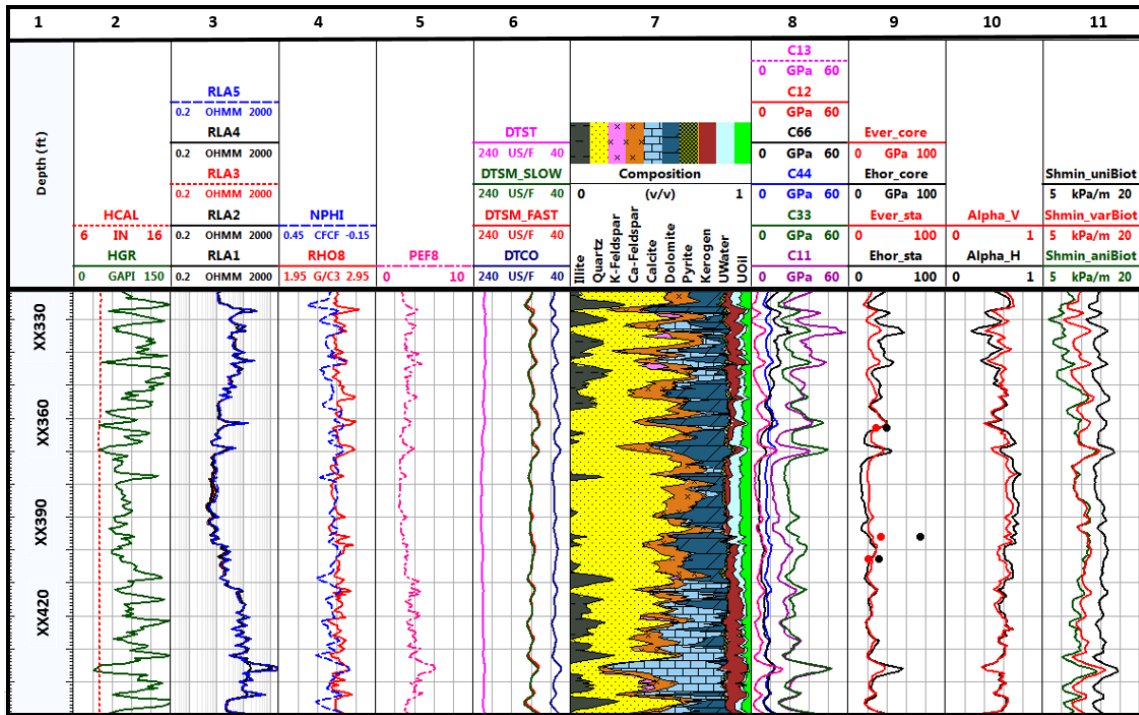 1 2 3 4 5 6 7 8 9 10 11
Depth (ft)
HCAL
6 IN 16
HGR
0 GAPI 150
RLA5
0.2 OHMM 2000
RLA4
0.2 OHMM 2000
RLA3
0.2 OHMM 2000
RLA2
0.2 OHMM 2000
RLA1
0.2 OHMM 2000
NPHI
0.45 CFCF -0.15
RHO8
1.95 G/C3 2.95
PEF8
0 10
DTST
240 US/F 40
DTSM_SLOW
240 US/F 40
DTSM_FAST
240 US/F 40
DTCO
240 US/F 40
Composition
0 (v/v) 1
Illite
Quartz
K-Feldspar
Ca-Feldspar
Calcite
Dolomite
Pyrite
Kerogen
UWater
UOil
C13
0 GPa 60
C12
0 GPa 60
C66
0 GPa 60
C44
0 GPa 60
C33
0 GPa 60
C11
0 GPa 60
Ever_core
0 GPa 100
Ehor_core
0 GPa 100
Ever_sta
0 100
Ehor_sta
0 100
Alpha_V
0 1
Alpha_H
0 1
Shmin_uniBiot
5 kPa/m 20
Shmin_varBiot
5 kPa/m 20
Shmin_aniBiot
5 kPa/m 20
XX330
XX360
XX390
XX420